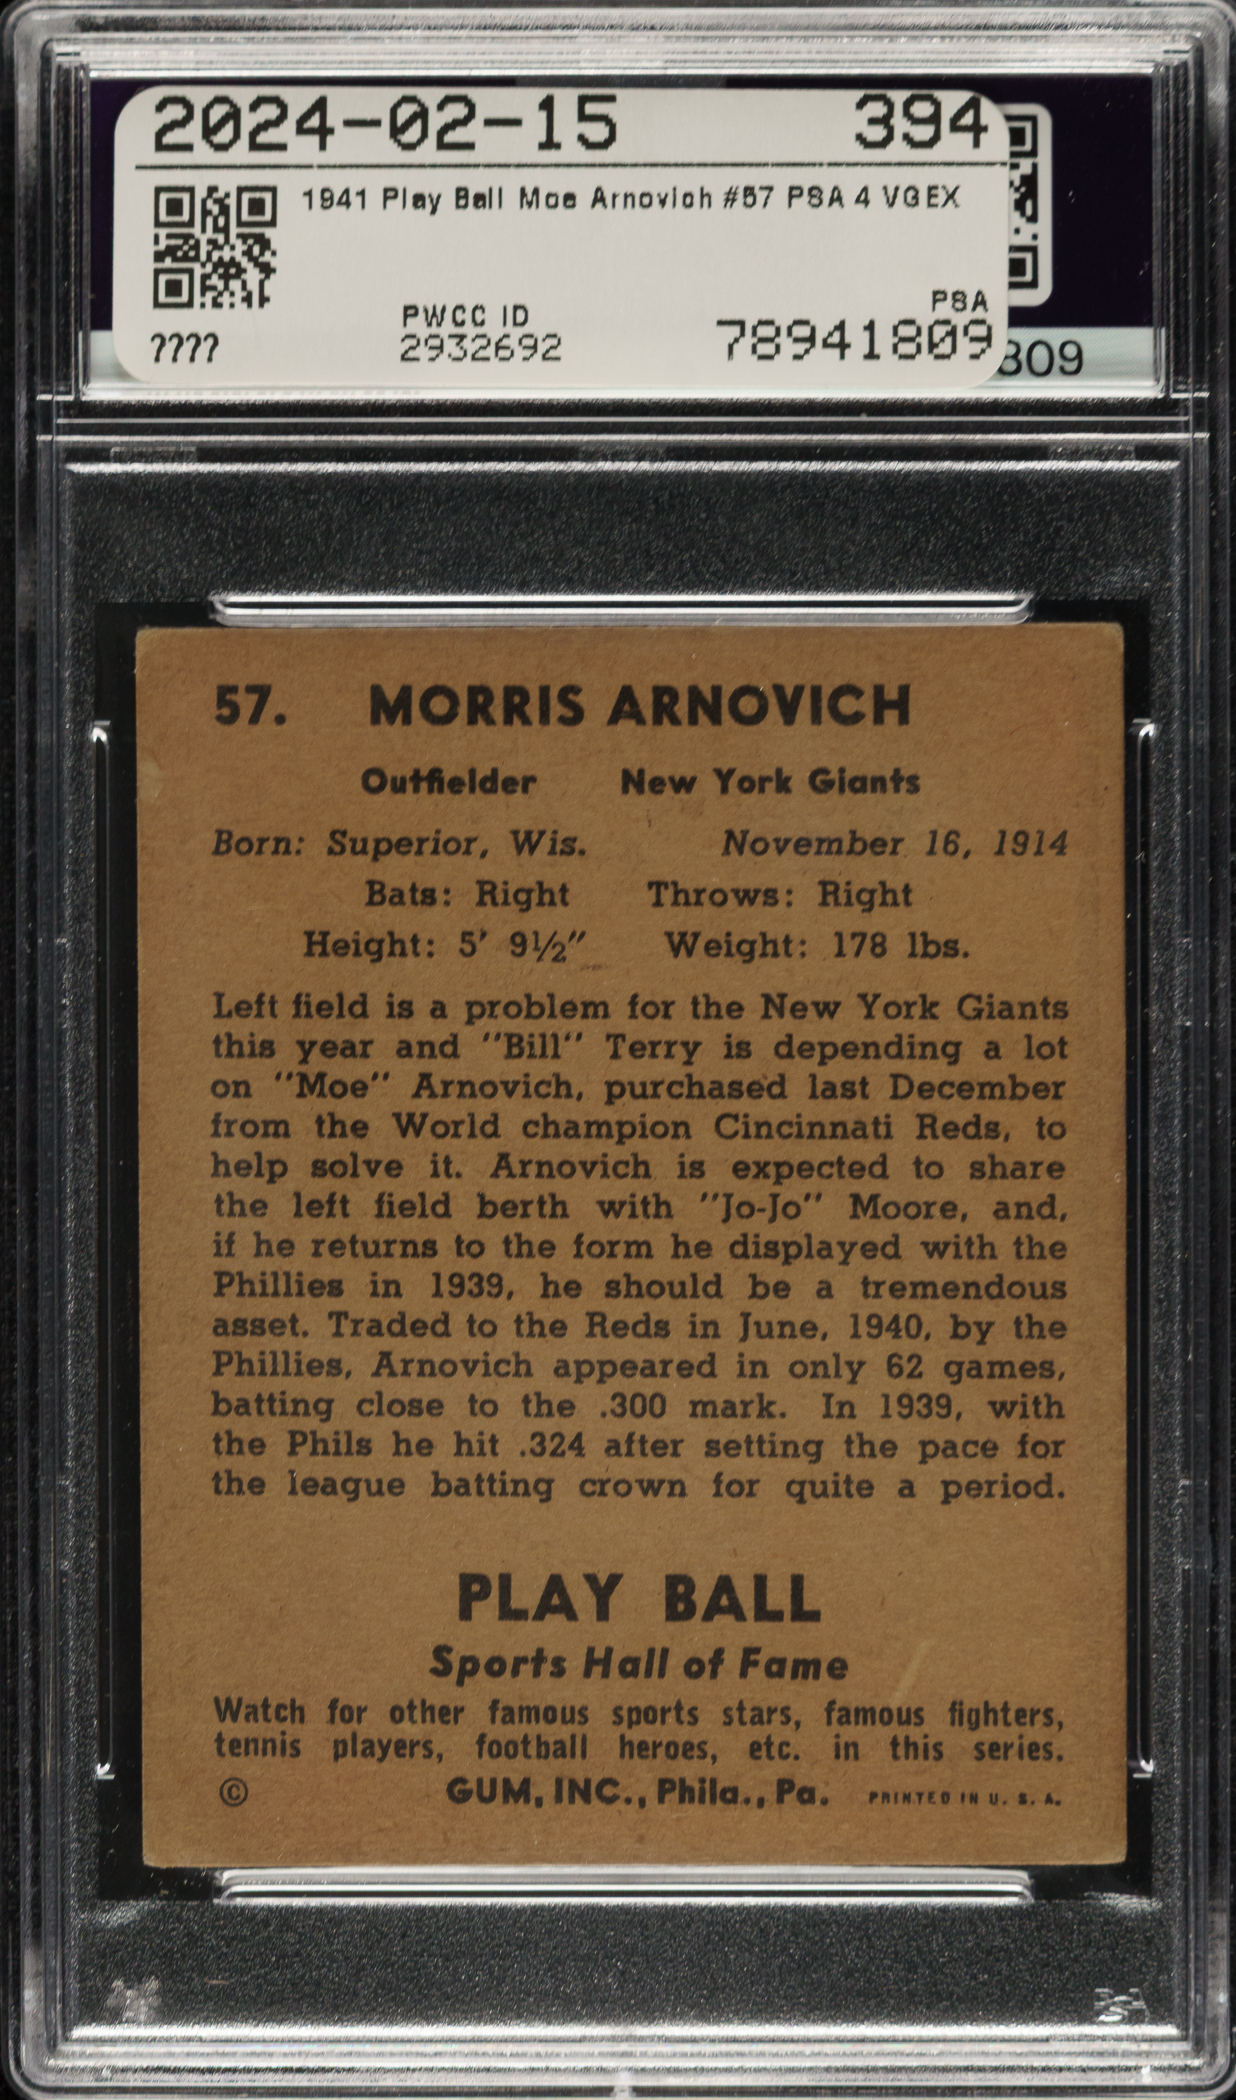 2024-02-15 394
1941 Play Ball Moe Arnovich #57 PSA 4 VGEX
PWCC ID PSA
???? 2932692 78941809
809
57. MORRIS ARNOVICH
Outfielder New York Giants
Born: Superior, Wis. November 16, 1914
Bats: Right Throws: Right
Height: 5' 9½" Weight: 178 lbs.
Left field is a problem for the New York Giants
this year and "Bill" Terry is depending a lot
on "Moe" Arnovich, purchased last December
from the World champion Cincinnati Reds, to
help solve it. Arnovich is expected to share
the left field berth with "Jo-Jo" Moore, and,
if he returns to the form he displayed with the
Phillies in 1939, he should be a tremendous
asset. Traded to the Reds in June, 1940, by the
Phillies, Arnovich appeared in only 62 games,
batting close to the .300 mark. In 1939, with
the Phils he hit .324 after setting the pace for
the league batting crown for quite a period.
PLAY BALL
Sports Hall of Fame
Watch for other famous sports stars, famous fighters,
tennis players, football heroes, etc. in this series.
© GUM, INC., Phila., Pa. PRINTED IN U. S. A.